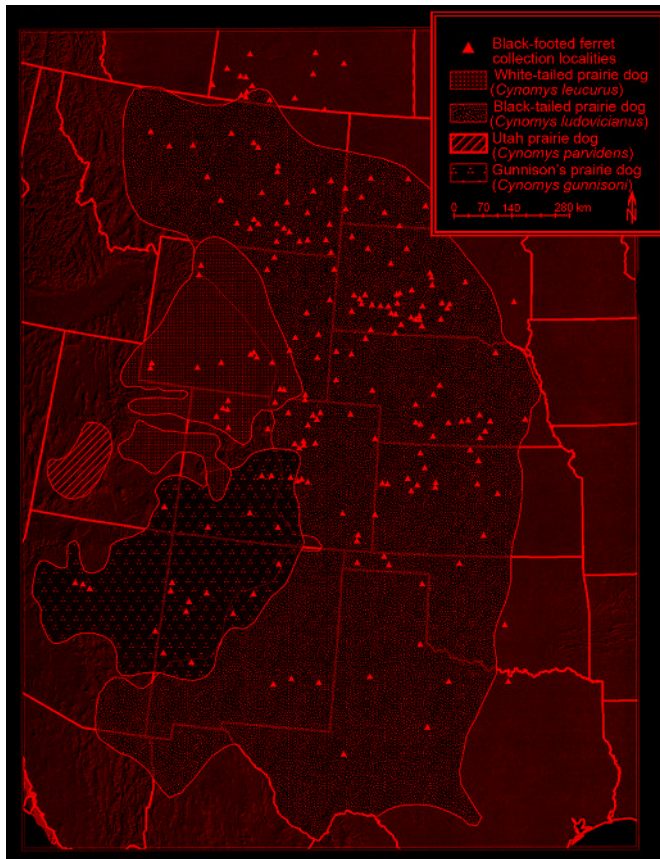 Black-footed ferret
collection localities
White-tailed prairie dog
(Cynomys leucurus)
Black-tailed prairie dog
(Cynomys ludovicianus)
Utah prairie dog
(Cynomys parvidens)
Gunnison's prairie dog
(Cynomys gunnisoni)
0 70 140 280 km
N